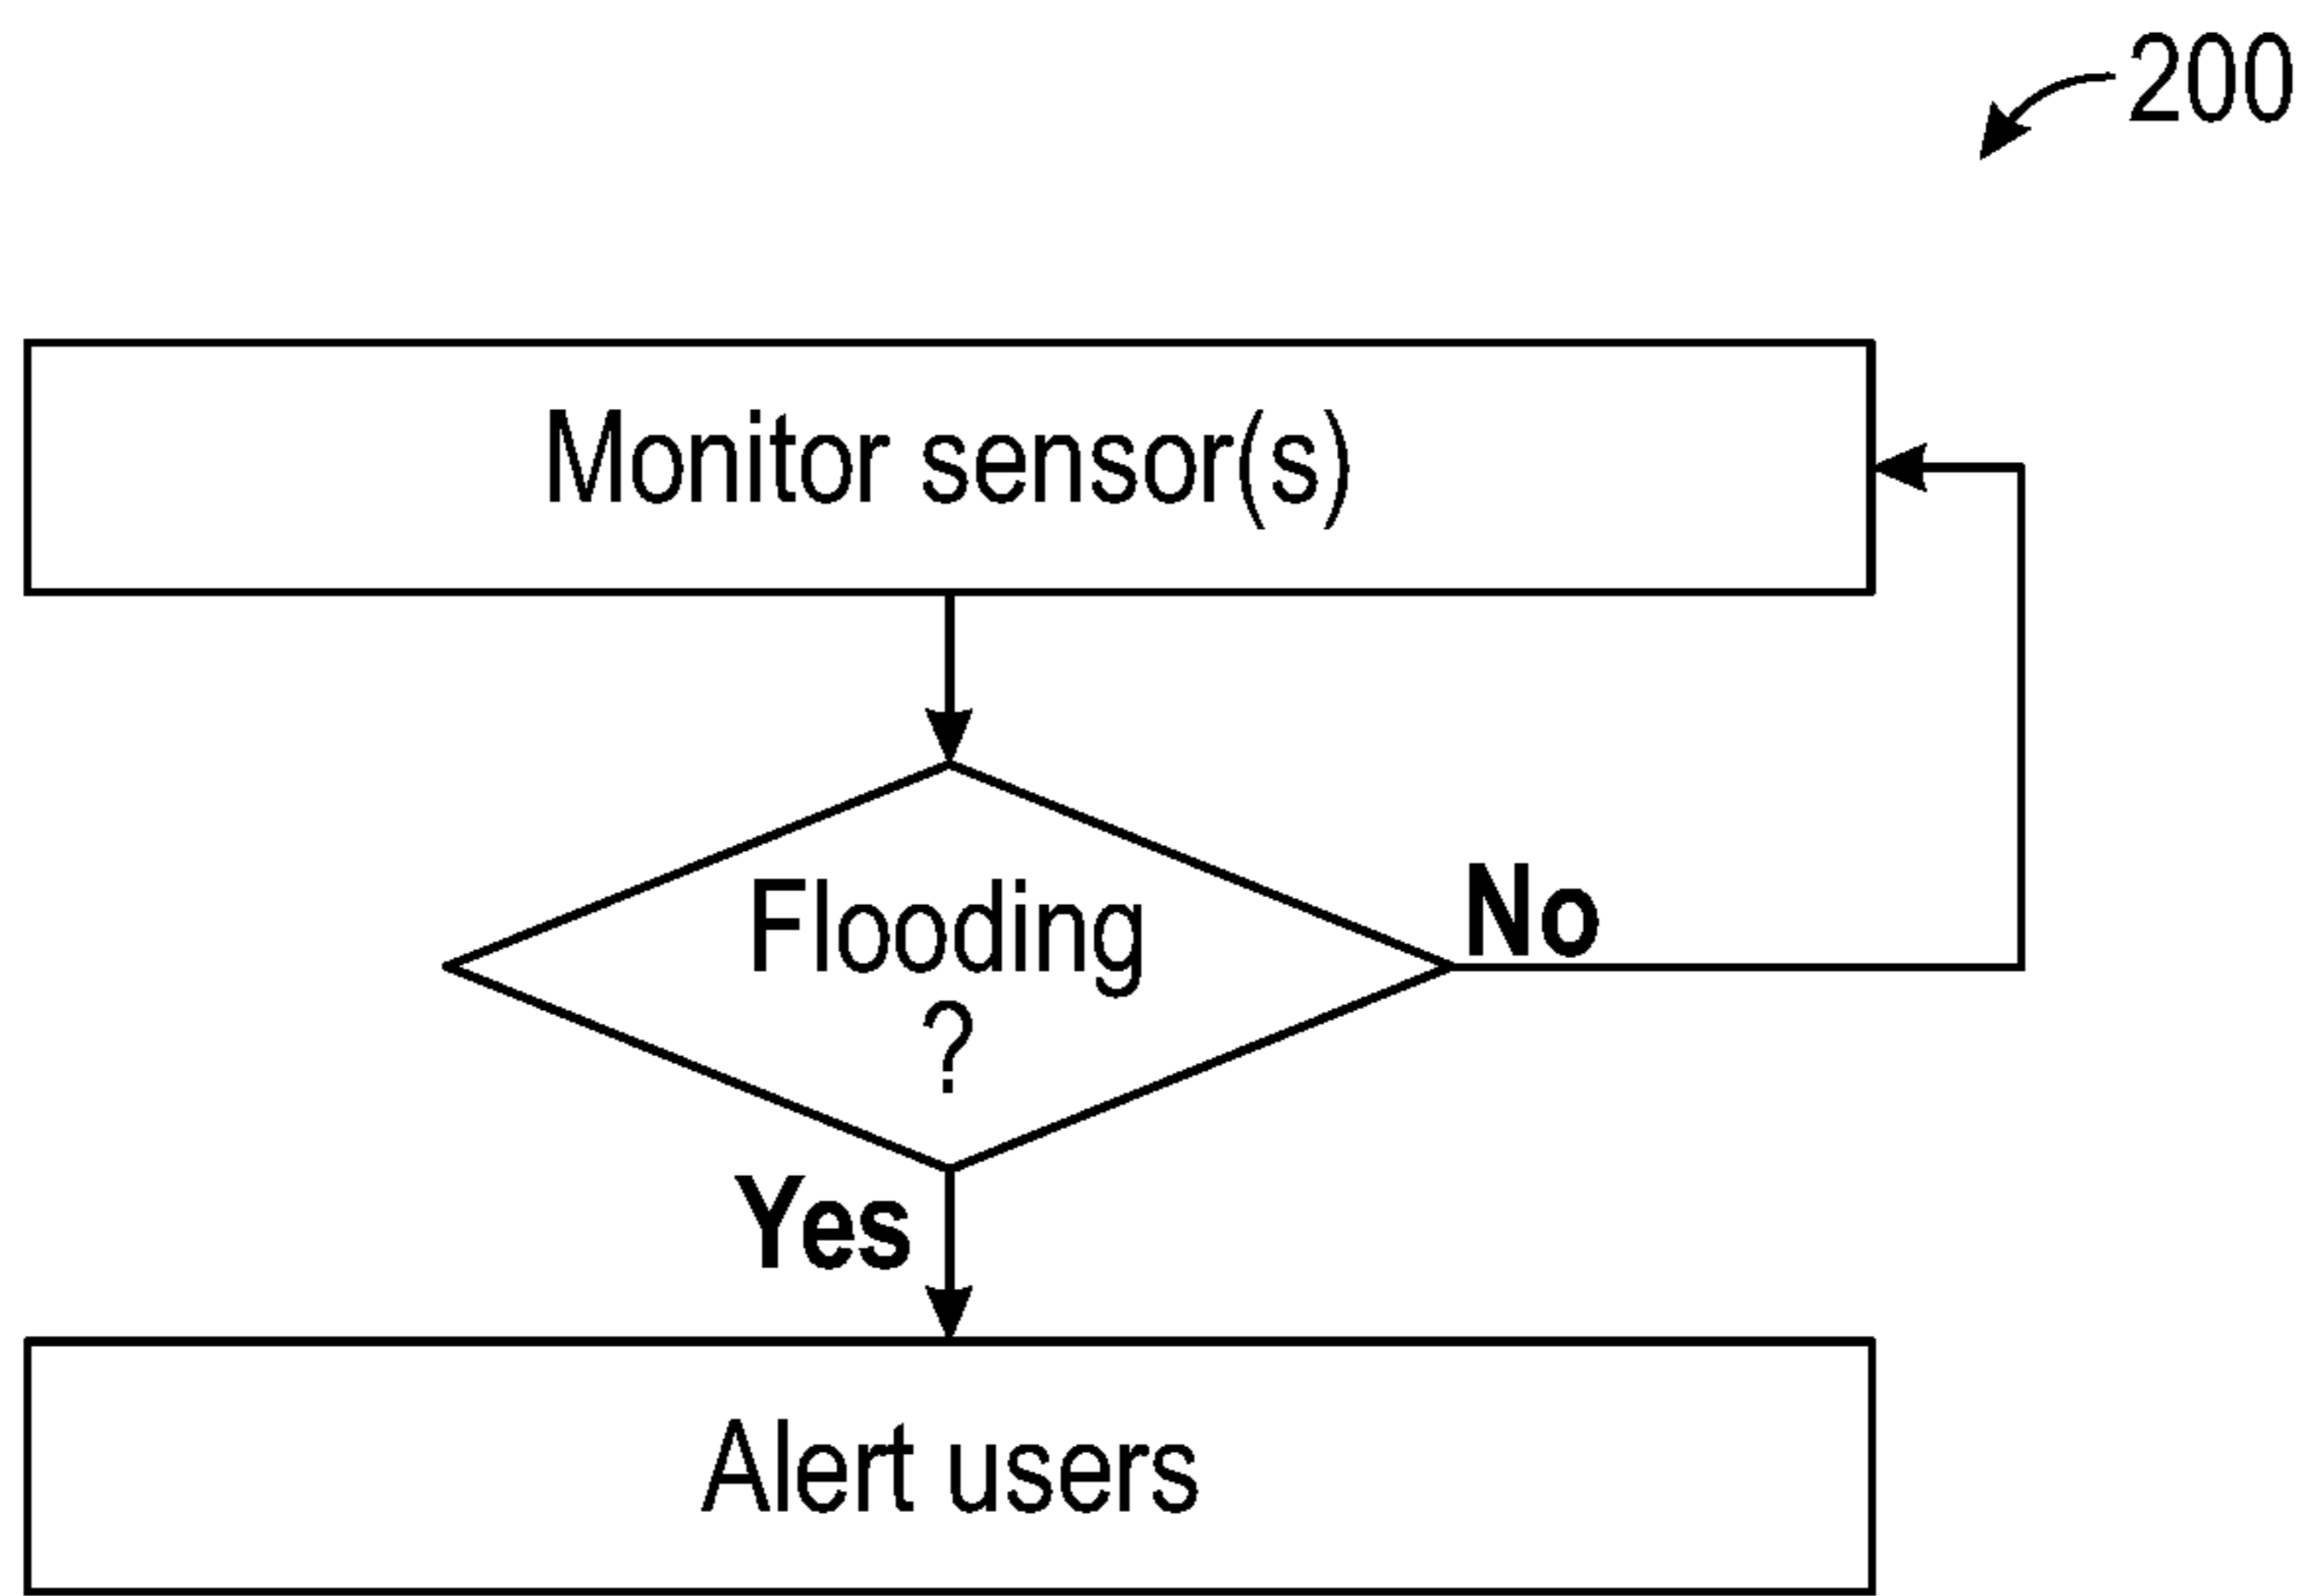 200
Monitor sensor(s)
Flooding
?
No
Yes
Alert users